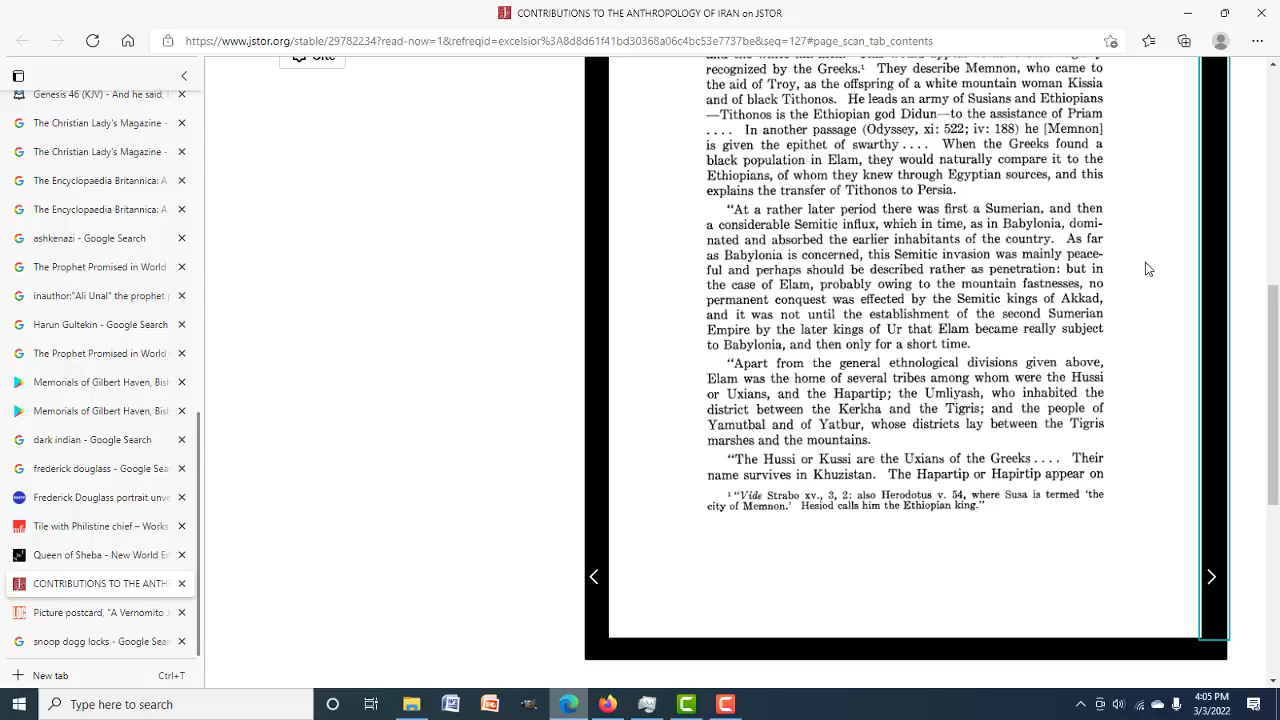 CONTRIBUTIONS TO THE ANTHROPOLOGY OF IRAN on JSTOR
https://www.jstor.org/stable/29782234?read-now=1&refreqid=excelsior%3A8d8d61f41bd30368a06c4bc53e7737be&seq=127#page_scan_tab_contents
Cite
Genesis 45 (KJV) - And he said
The Christian Lady's Magazine -
The Christian Lady's Magazine -
The Encyclopedia Britannica: A
The Encyclopaedia Britannica: A
ashkenazi - Google Search
The Prophet Promised in World
inauthor:"Ali Unal" the prophet
Harun Gultekin - Google Search
The Prophet Promised in World
Memorials of Gilbert Haven, Bis
Memorials of Gilbert Haven, Bis
dark indian - Google Search
frederick douglass - Google Sea
Frederick Douglass portrait unve
Tile with Philistine chief – Works
Queen of Sheba - New World E
CONTRIBUTIONS TO THE ANTH
Picture postcard, "A Vernomito
snoop dogg locks - Google Sea
New tab
Ctrl+T
recognized by the Greeks.¹ They describe Memnon, who came to
the aid of Troy, as the offspring of a white mountain woman Kissia
and of black Tithonos. He leads an army of Susians and Ethiopians
—Tithonos is the Ethiopian god Didun—to the assistance of Priam
.... In another passage (Odyssey, xi: 522; iv: 188) he [Memnon]
is given the epithet of swarthy .... When the Greeks found a
black population in Elam, they would naturally compare it to the
Ethiopians, of whom they knew through Egyptian sources, and this
explains the transfer of Tithonos to Persia.
"At a rather later period there was first a Sumerian, and then
a considerable Semitic influx, which in time, as in Babylonia, domi-
nated and absorbed the earlier inhabitants of the country. As far
as Babylonia is concerned, this Semitic invasion was mainly peace-
ful and perhaps should be described rather as penetration: but in
the case of Elam, probably owing to the mountain fastnesses, no
permanent conquest was effected by the Semitic kings of Akkad,
and it was not until the establishment of the second Sumerian
Empire by the later kings of Ur that Elam became really subject
to Babylonia, and then only for a short time.
"Apart from the general ethnological divisions given above,
Elam was the home of several tribes among whom were the Hussi
or Uxians, and the Hapartip; the Umliyash, who inhabited the
district between the Kerkha and the Tigris; and the people of
Yamutbal and of Yatbur, whose districts lay between the Tigris
marshes and the mountains.
"The Hussi or Kussi are the Uxians of the Greeks .... Their
name survives in Khuzistan. The Hapartip or Hapirtip appear on
¹ "Vide Strabo xv., 3, 2: also Herodotus v. 54, where Susa is termed 'the
city of Memnon.' Hesiod calls him the Ethiopian king."
Type here to search
4:05 PM
3/3/2022